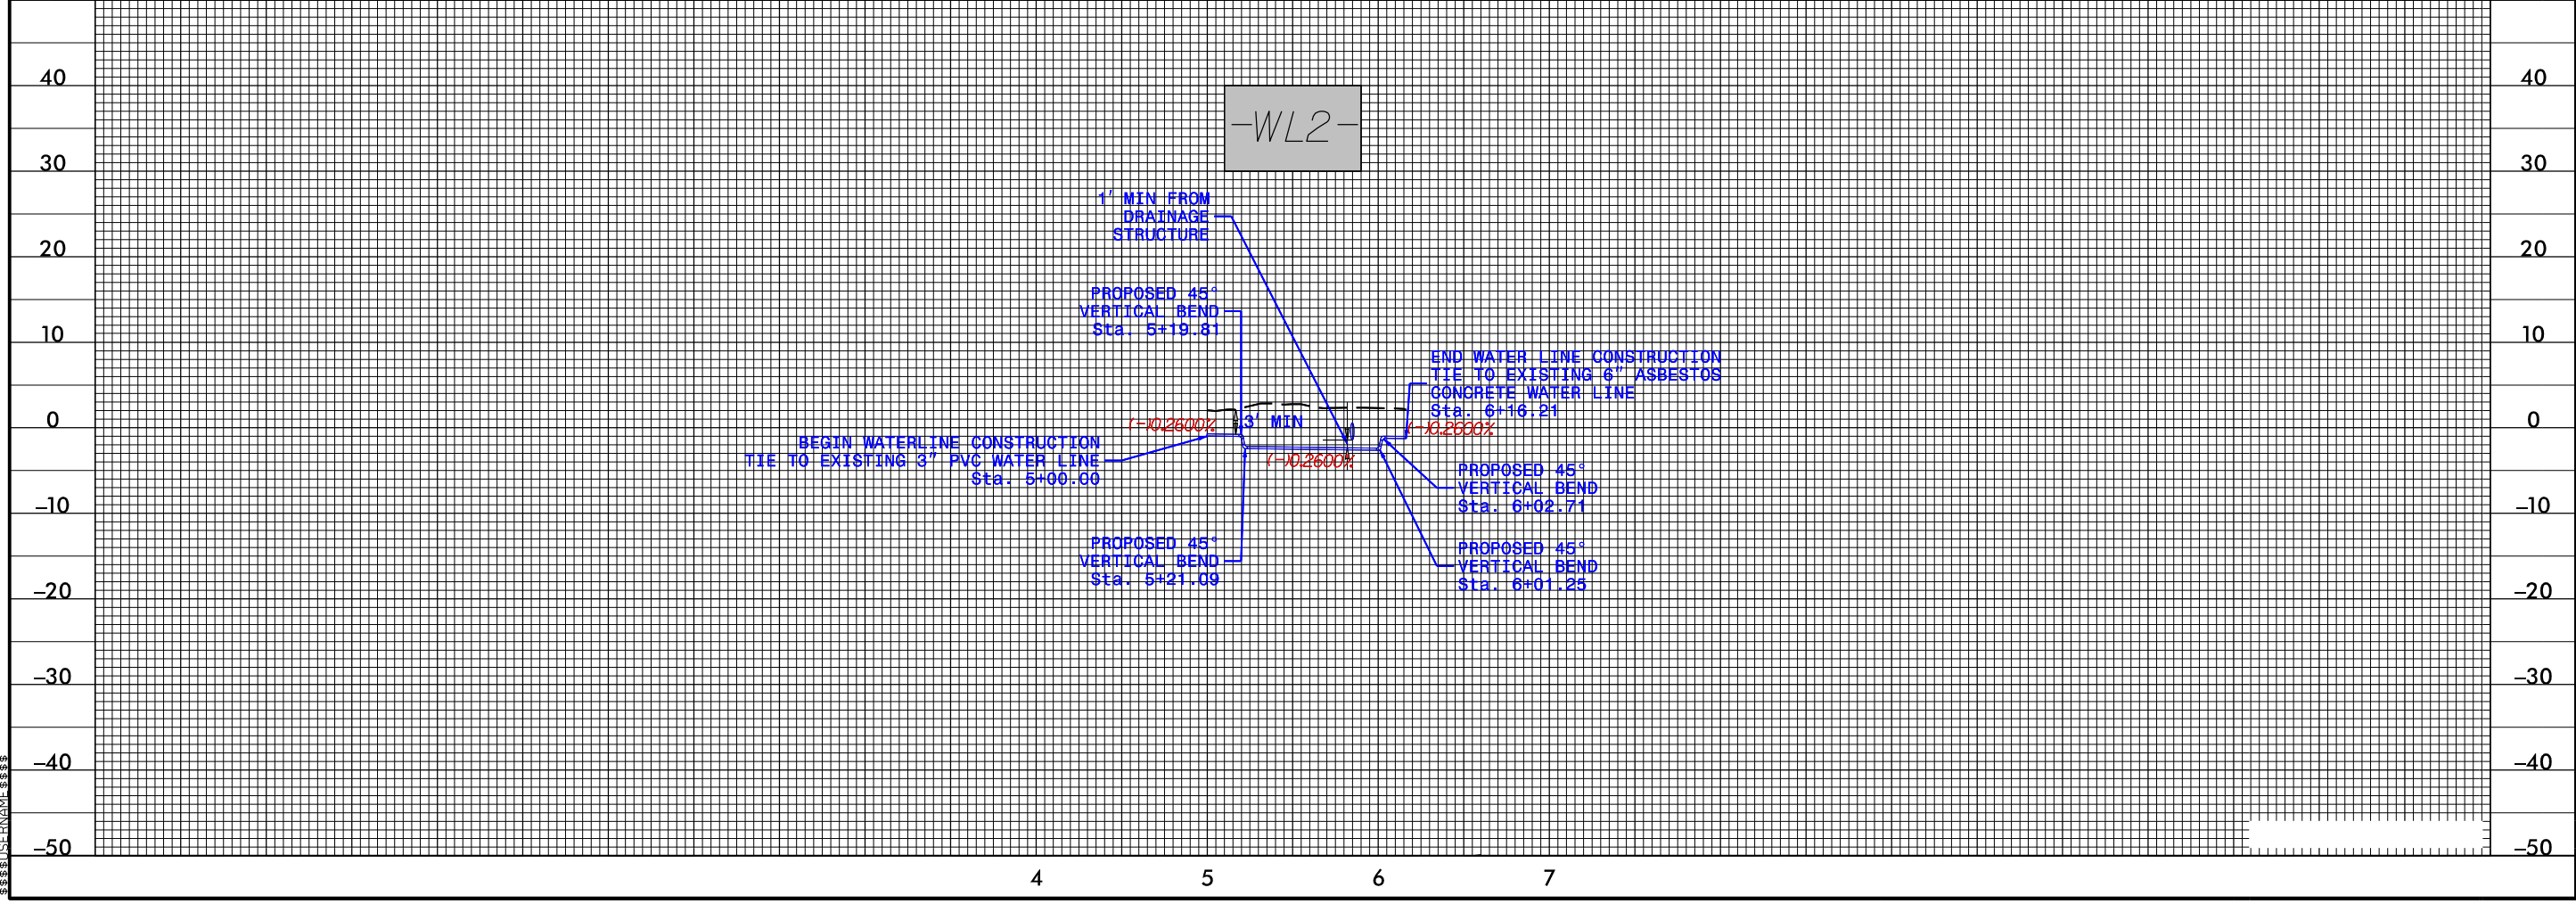 40
40
-WL2-
30
30
1' MIN FROM
DRAINAGE
STRUCTURE
20
20
PROPOSED 45°
VERTICAL BEND
Sta. 5+19.81
10
10
END WATER LINE CONSTRUCTION
TIE TO EXISTING 6" ASBESTOS
CONCRETE WATER LINE
Sta. 6+16.21
0
0
(-)0.2600%
3' MIN
(-)0.2600%
BEGIN WATERLINE CONSTRUCTION
TIE TO EXISTING 3" PVC WATER LINE
Sta. 5+00.00
(-)0.2600%
PROPOSED 45°
VERTICAL BEND
Sta. 6+02.71
-10
-10
PROPOSED 45°
VERTICAL BEND
Sta. 5+21.09
PROPOSED 45°
VERTICAL BEND
Sta. 6+01.25
-20
-20
-30
-30
-40
-40
$$$$USERNAME$$$$
-50
-50
4
5
6
7